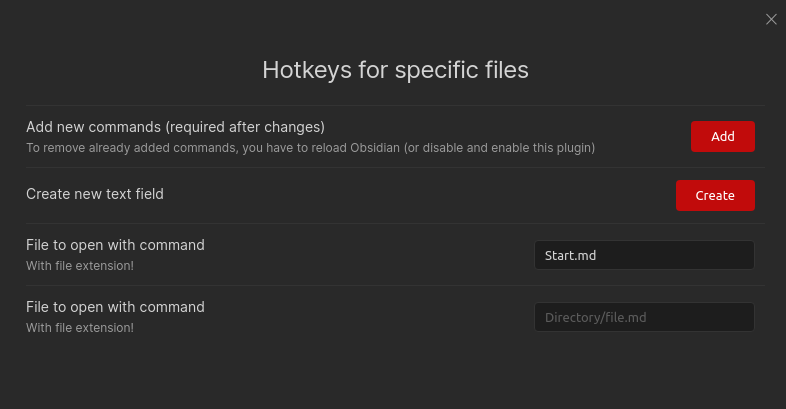 Hotkeys for specific files
Add new commands (required after changes)
To remove already added commands, you have to reload Obsidian (or disable and enable this plugin)
Add
Create new text field
Create
File to open with command
With file extension!
Start.md
File to open with command
With file extension!
Directory/file.md